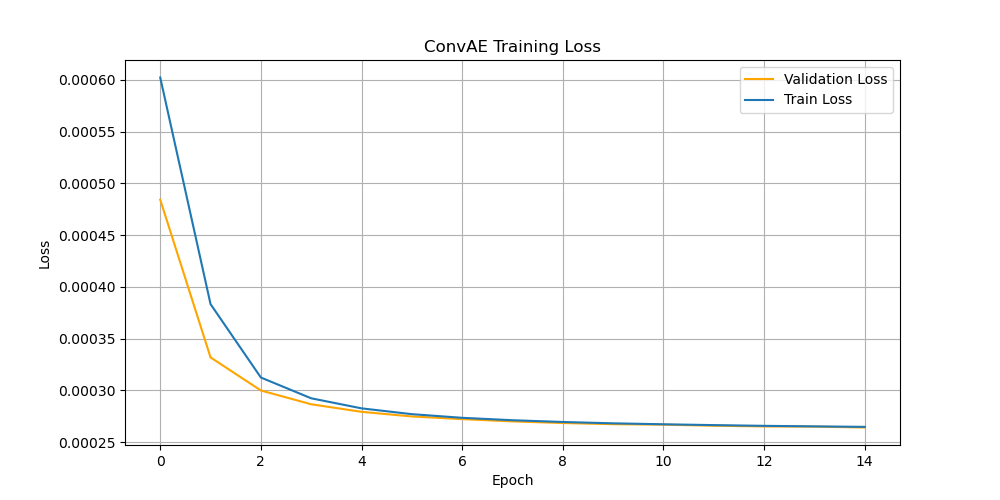 ConvAE Training Loss
Validation Loss
Train Loss
0.00060
0.00055
0.00050
0.00045
0.00040
0.00035
0.00030
0.00025
Loss
0 2 4 6 8 10 12 14
Epoch